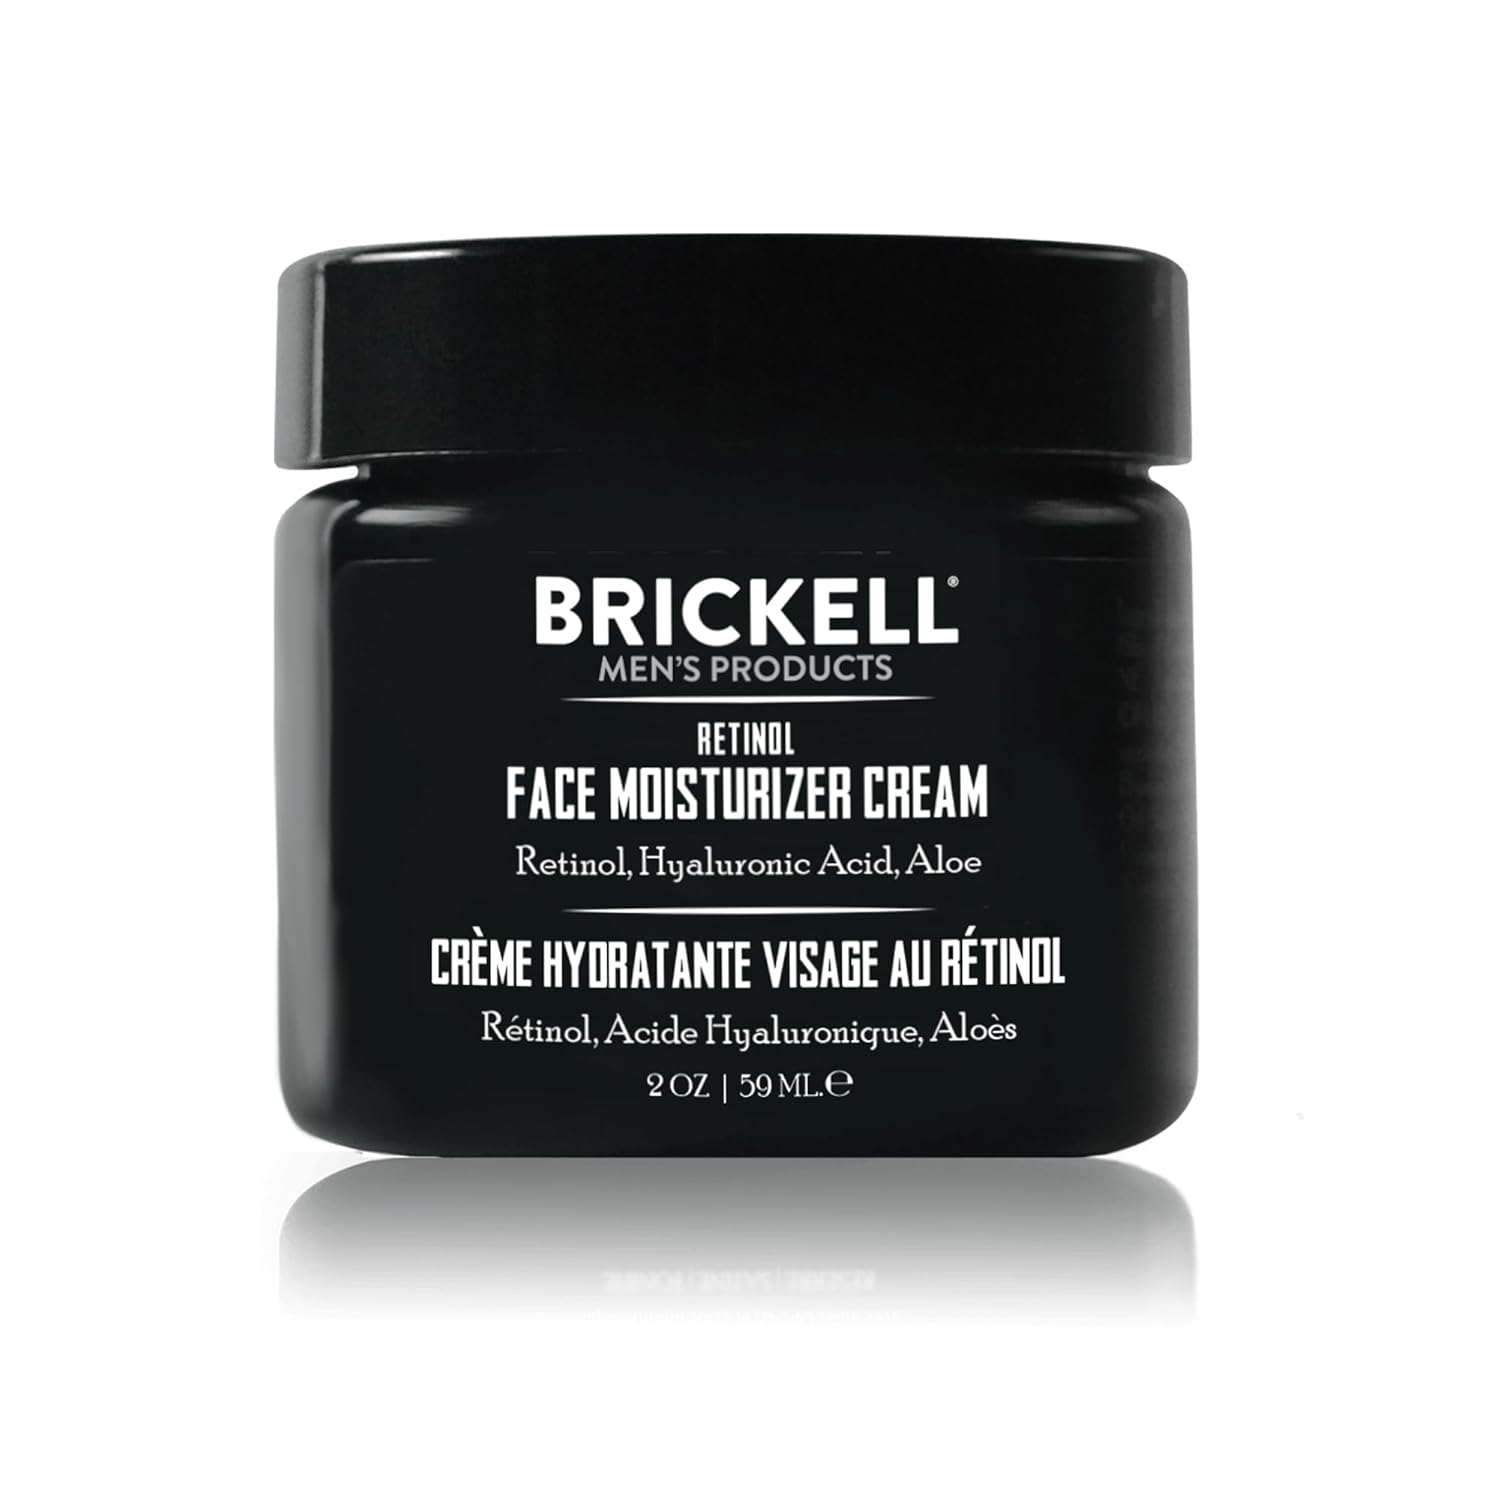 BRICKELL®
MEN'S PRODUCTS
RETINOL
FACE MOISTURIZER CREAM
Retinol, Hyaluronic Acid, Aloe
CRÈME HYDRATANTE VISAGE AU RÉTINOL
Rétinol, Acide Hyaluronique, Aloès
2 OZ | 59 ML.℮